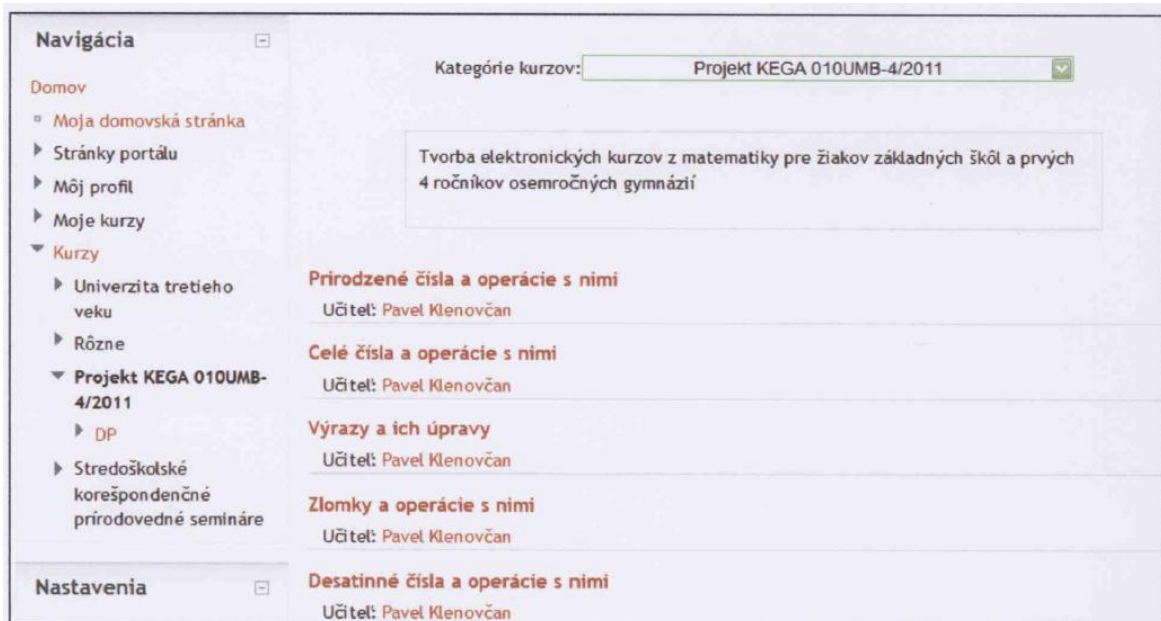 Navigácia
Domov
Moja domovská stránka
Stránky portálu
Môj profil
Moje kurzy
Kurzy
Univerzita tretieho
veku
Rôzne
Projekt KEGA 010UMB-
4/2011
DP
Stredoškolské
korešpondenčné
prírodovedné semináre
Nastavenia
Kategórie kurzov: Projekt KEGA 010UMB-4/2011
Tvorba elektronických kurzov z matematiky pre žiakov základných škôl a prvých
4 ročníkov osemročných gymnázií
Prirodzené čísla a operácie s nimi
Učiteľ: Pavel Klenovčan
Celé čísla a operácie s nimi
Učiteľ: Pavel Klenovčan
Výrazy a ich úpravy
Učiteľ: Pavel Klenovčan
Zlomky a operácie s nimi
Učiteľ: Pavel Klenovčan
Desatinné čísla a operácie s nimi
Učiteľ: Pavel Klenovčan